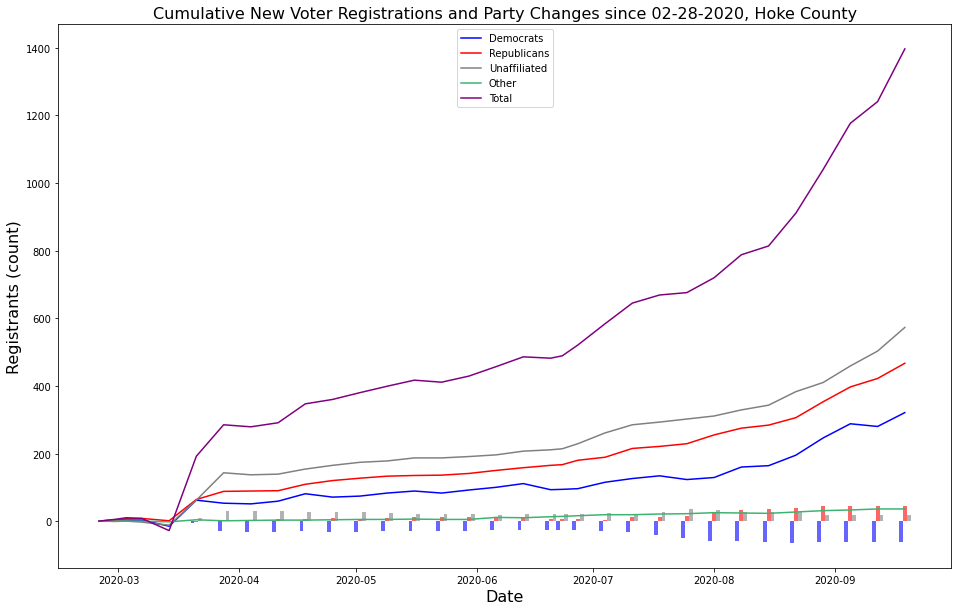 Cumulative New Voter Registrations and Party Changes since 02-28-2020, Hoke County
Democrats
Republicans
Unaffiliated
Other
Total
Registrants (count)
1400
1200
1000
800
600
400
200
0
2020-03 2020-04 2020-05 2020-06 2020-07 2020-08 2020-09
Date